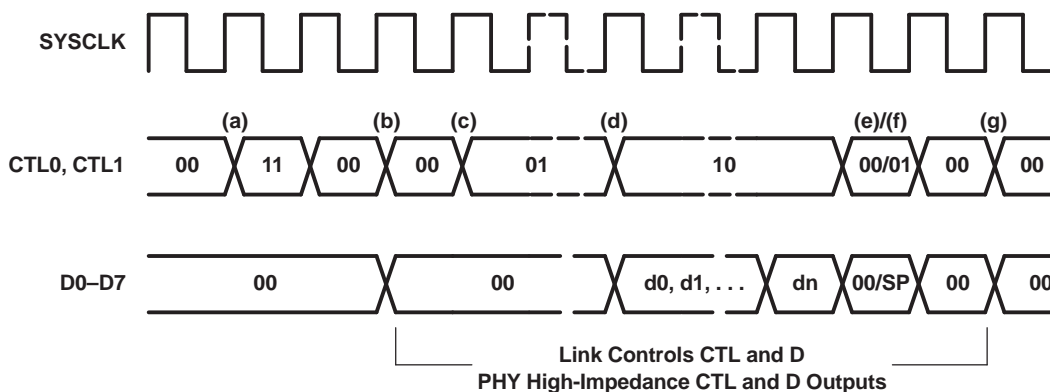 SYSCLK
(a) (b) (c) (d) (e)/(f) (g)
CTL0, CTL1 00 11 00 00 01 10 00/01 00 00
D0–D7 00 00 d0, d1, . . . dn 00/SP 00 00
Link Controls CTL and D
PHY High-Impedance CTL and D Outputs